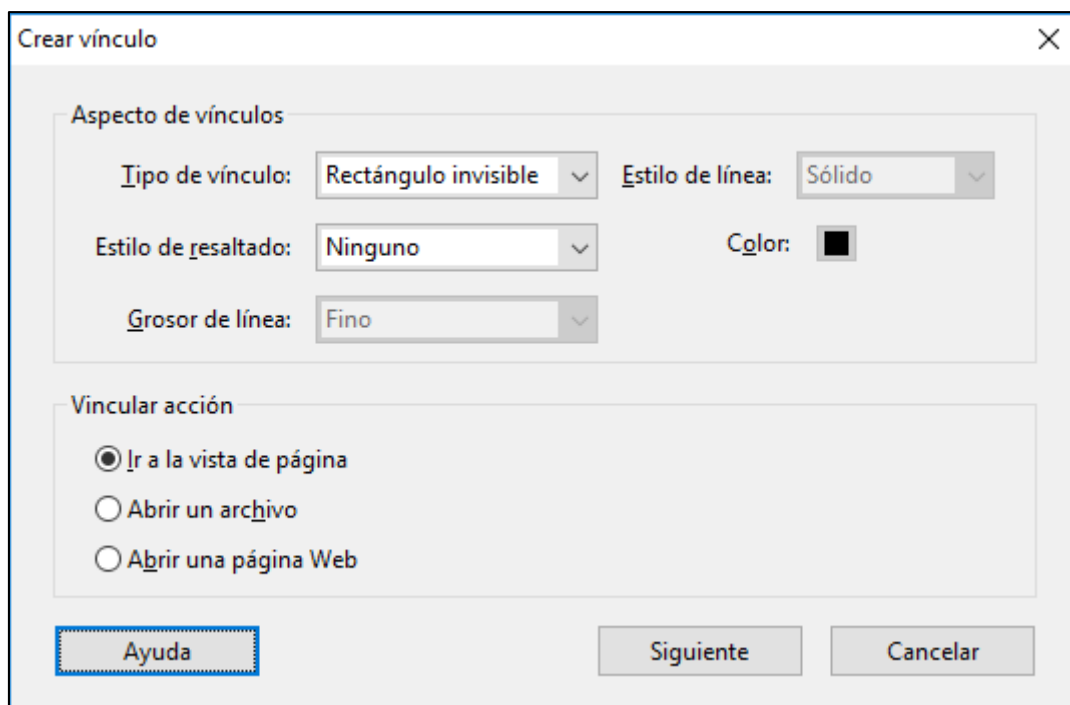 Crear vínculo
Aspecto de vínculos
Tipo de vínculo: Rectángulo invisible Estilo de línea: Sólido
Estilo de resaltado: Ninguno Color:
Grosor de línea: Fino
Vincular acción
Ir a la vista de página
Abrir un archivo
Abrir una página Web
Ayuda Siguiente Cancelar